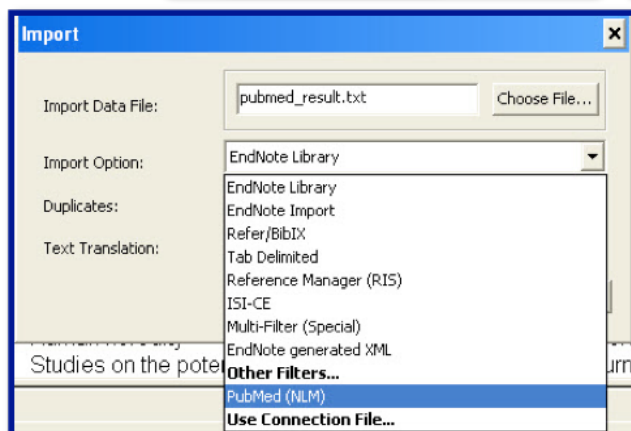 Import
Import Data File:
pubmed_result.txt
Choose File...
Import Option:
EndNote Library
Duplicates:
Text Translation:
EndNote Library
EndNote Import
Refer/BibIX
Tab Delimited
Reference Manager (RIS)
ISI-CE
Multi-Filter (Special)
EndNote generated XML
Other Filters...
PubMed (NLM)
Use Connection File...
Studies on the poter
urn